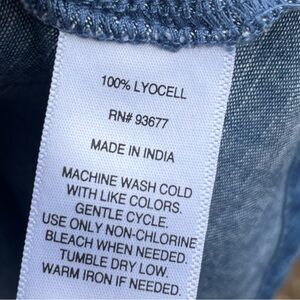 100% LYOCELL
RN# 93677
MADE IN INDIA
MACHINE WASH COLD
WITH LIKE COLORS.
GENTLE CYCLE.
USE ONLY NON-CHLORINE
BLEACH WHEN NEEDED.
TUMBLE DRY LOW.
WARM IRON IF NEEDED.